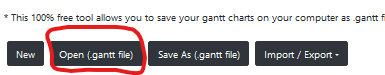 * This 100% free tool allows you to save your gantt charts on your computer as .gantt f
New Open (.gantt file) Save As (.gantt file) Import / Export